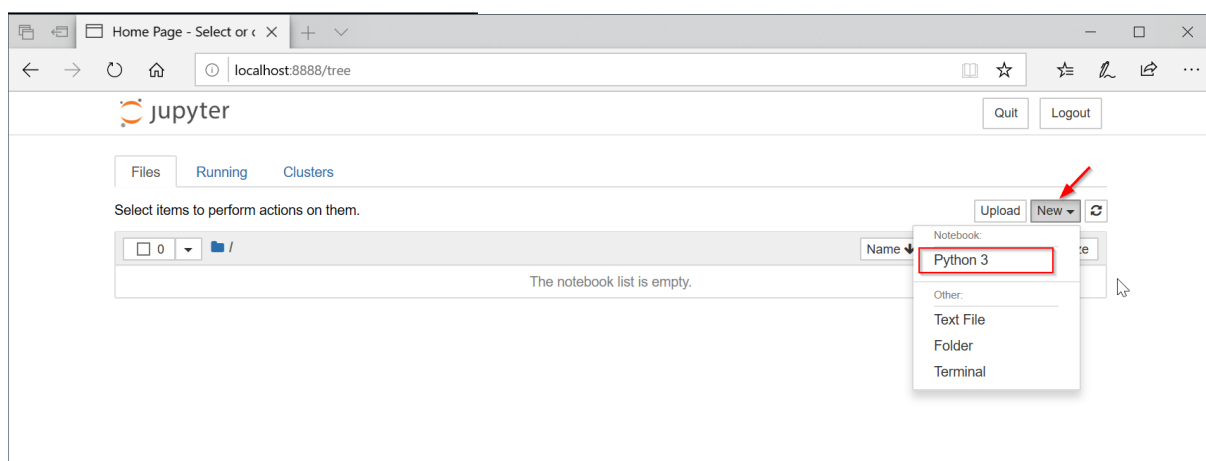 Home Page - Select or c
localhost:8888/tree
jupyter
Quit Logout
Files Running Clusters
Select items to perform actions on them.
Upload New
0 /
Name ze
Notebook:
Python 3
The notebook list is empty.
Other:
Text File
Folder
Terminal